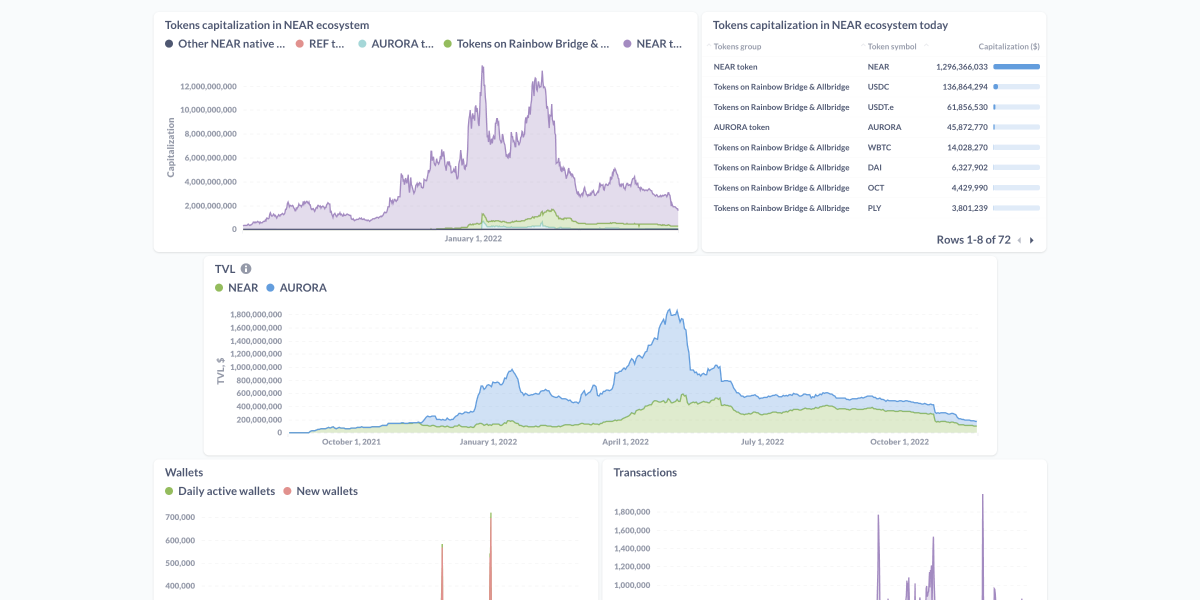 Tokens capitalization in NEAR ecosystem
Other NEAR native ... REF t... AURORA t... Tokens on Rainbow Bridge & ... NEAR t...
Capitalization
12,000,000,000
10,000,000,000
8,000,000,000
6,000,000,000
4,000,000,000
2,000,000,000
0
January 1, 2022
Tokens capitalization in NEAR ecosystem today
Tokens group Token symbol Capitalization ($)
NEAR token NEAR 1,296,366,033
Tokens on Rainbow Bridge & Allbridge USDC 136,864,294
Tokens on Rainbow Bridge & Allbridge USDT.e 61,856,530
AURORA token AURORA 45,872,770
Tokens on Rainbow Bridge & Allbridge WBTC 14,028,270
Tokens on Rainbow Bridge & Allbridge DAI 6,327,902
Tokens on Rainbow Bridge & Allbridge OCT 4,429,990
Tokens on Rainbow Bridge & Allbridge PLY 3,801,239
Rows 1-8 of 72
TVL
NEAR AURORA
TVL, $
1,800,000,000
1,600,000,000
1,400,000,000
1,200,000,000
1,000,000,000
800,000,000
600,000,000
400,000,000
200,000,000
0
October 1, 2021 January 1, 2022 April 1, 2022 July 1, 2022 October 1, 2022
Wallets
Daily active wallets New wallets
700,000
600,000
500,000
400,000
Transactions
1,800,000
1,600,000
1,400,000
1,200,000
1,000,000